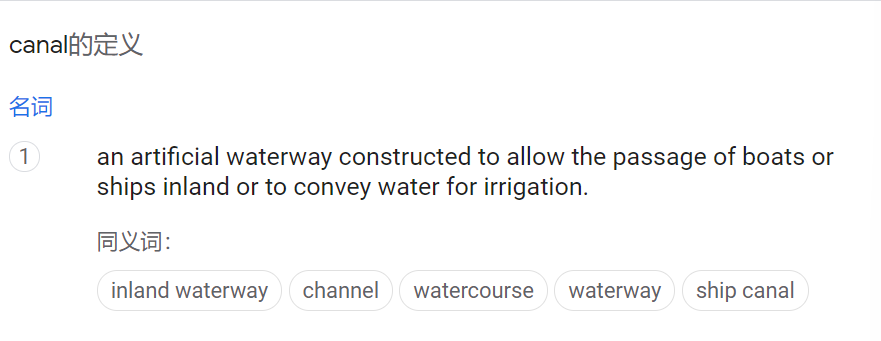 canal的定义
名词
1
an artificial waterway constructed to allow the passage of boats or
ships inland or to convey water for irrigation.
同义词：
inland waterway channel watercourse waterway ship canal